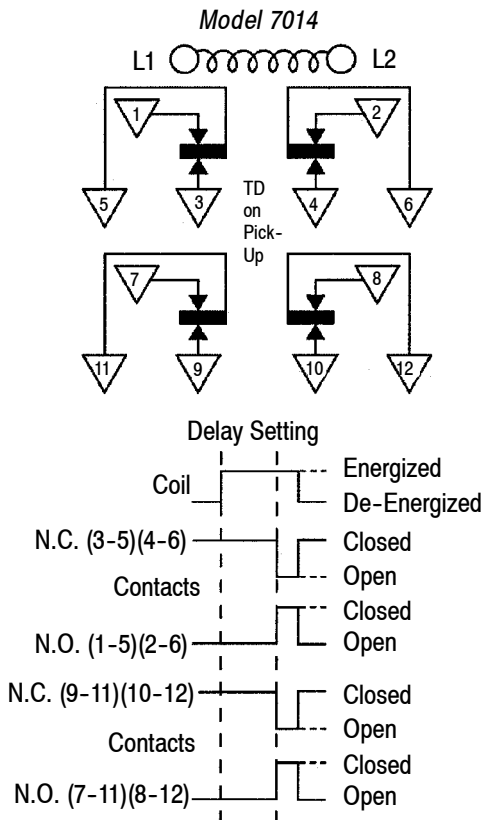 Model 7014
L1 L2
1 2
5 3 4 6
TD
on
Pick-
Up
7 8
11 9 10 12
Delay Setting
Coil
Energized
De-Energized
N.C. (3-5)(4-6)
Closed
Open
Contacts
Closed
N.O. (1-5)(2-6)
Open
N.C. (9-11)(10-12)
Closed
Open
Contacts
Closed
N.O. (7-11)(8-12)
Open